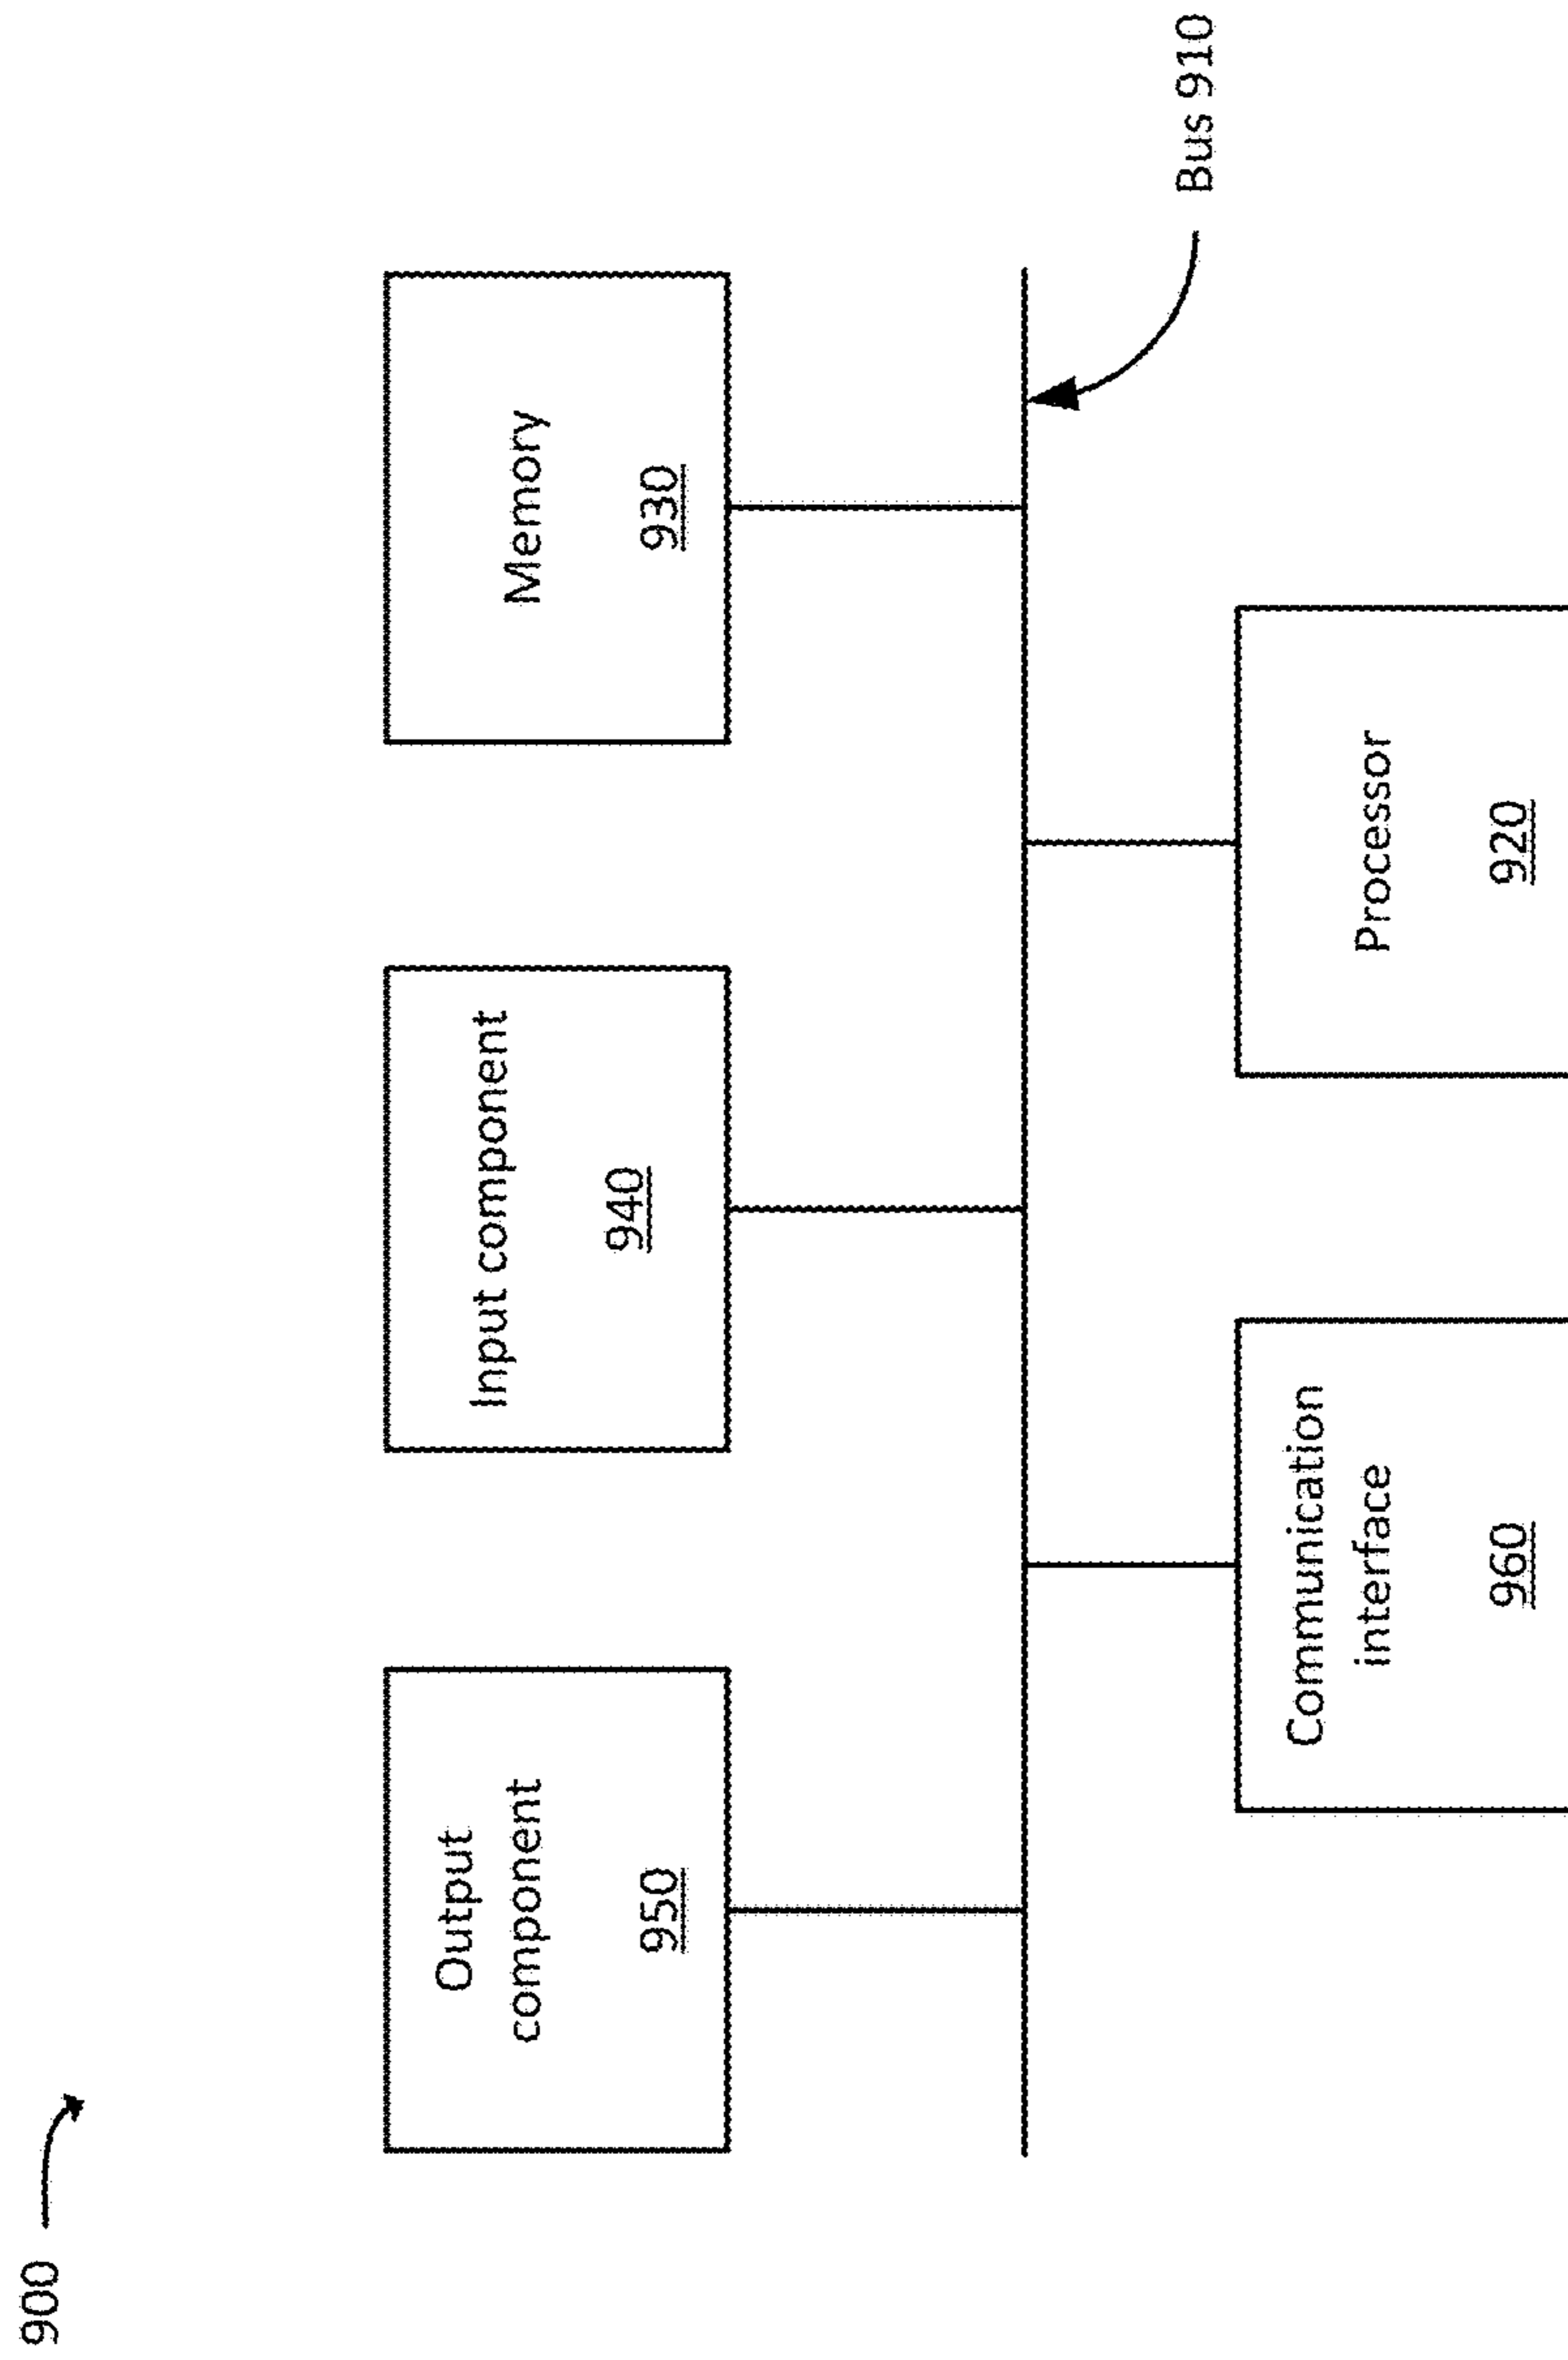 900
Output
component
950
Input component
940
Memory
930
Bus 910
Communication
interface
960
Processor
920